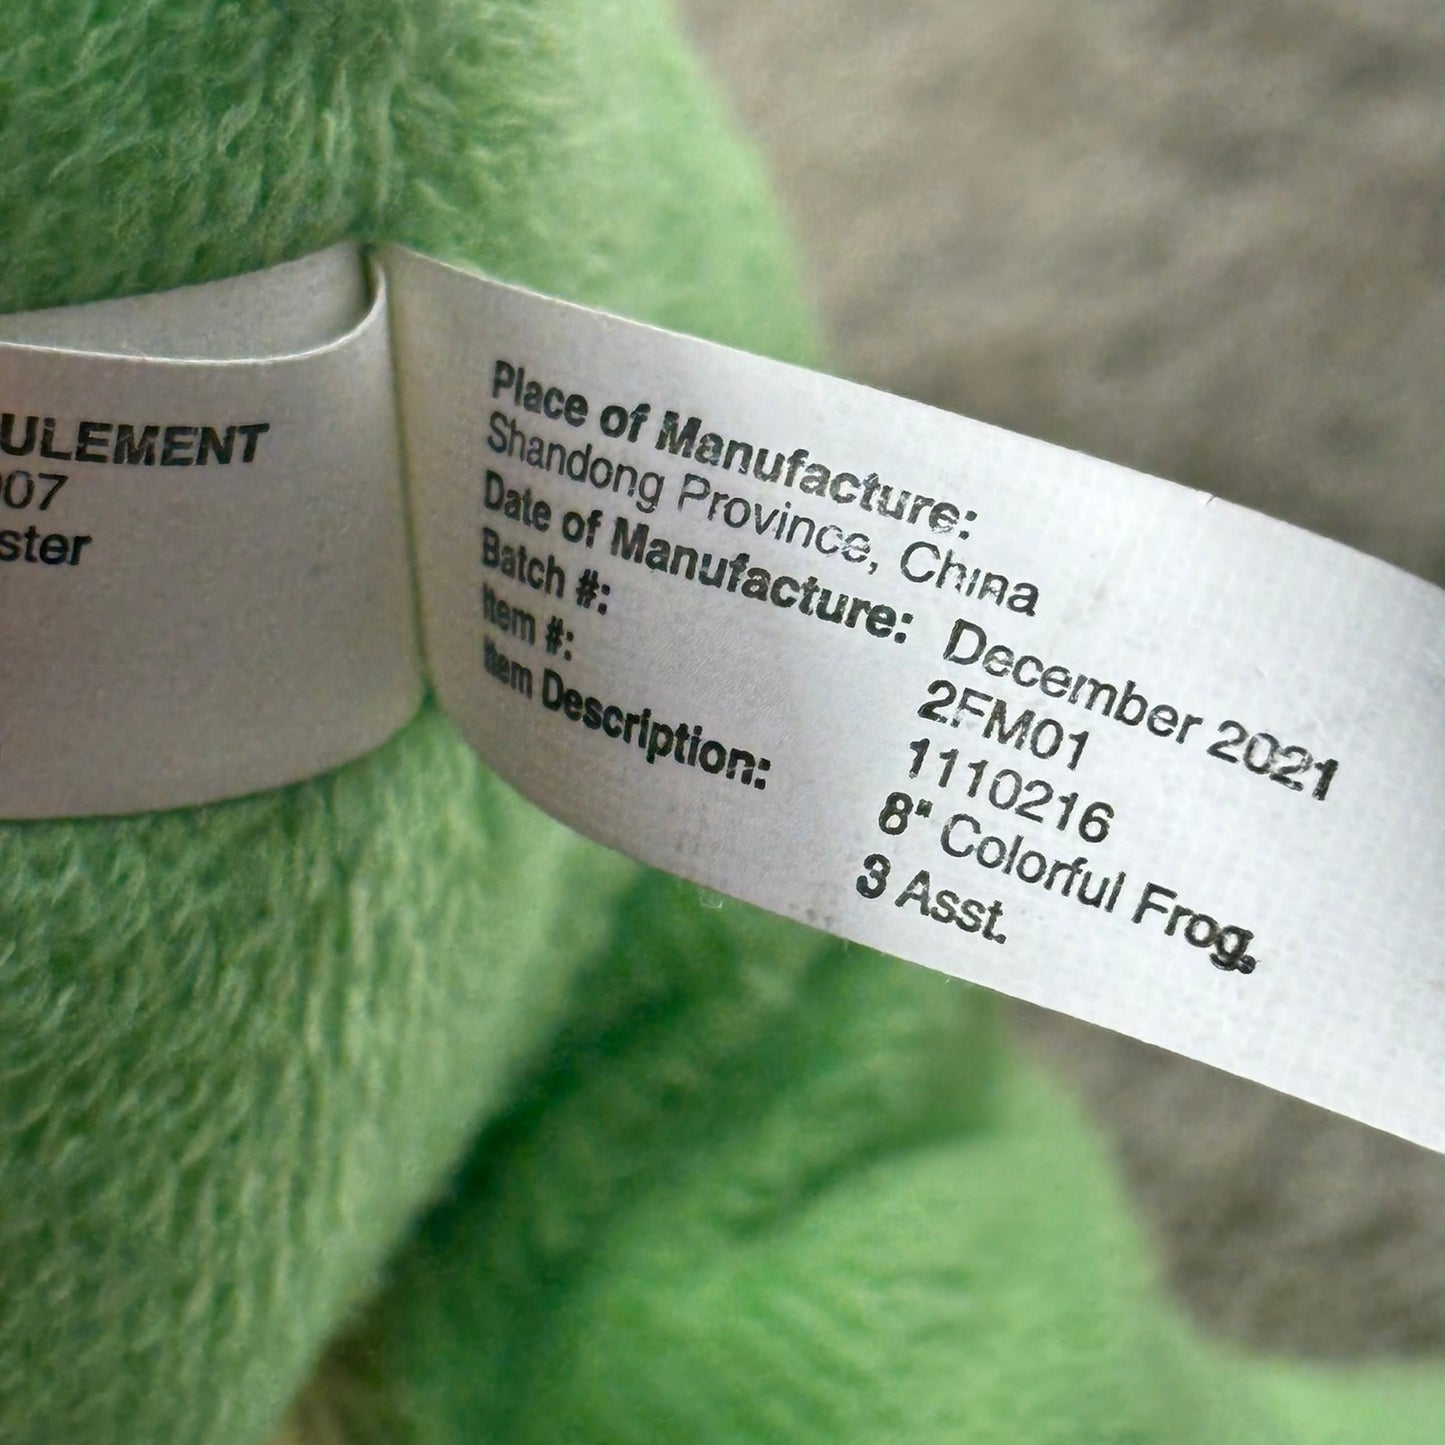 ULEMENT
07
ster
Place of Manufacture:
Shandong Province, China
Date of Manufacture: December 2021
Batch #: 2FM01
Item #: 1110216
Item Description: 8" Colorful Frog,
3 Asst.